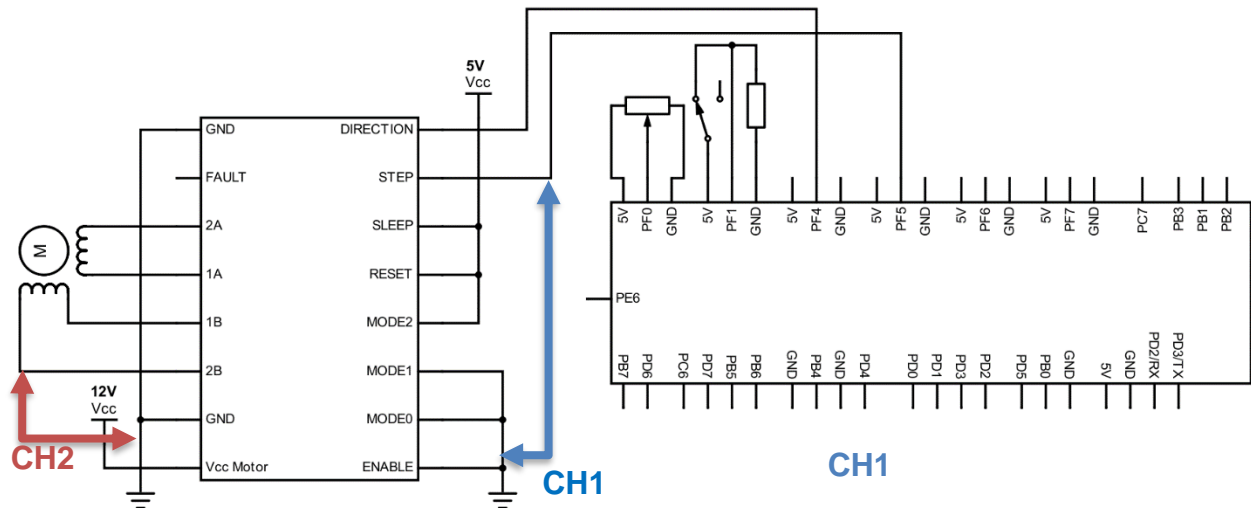 5V
Vcc
GND
FAULT
2A
1A
1B
2B
GND
Vcc Motor
DIRECTION
STEP
SLEEP
RESET
MODE2
MODE1
MODE0
ENABLE
M
12V
Vcc
CH2
CH1
5V
PF0
GND
5V
PF1
GND
5V
PF4
GND
5V
PF5
GND
5V
PF6
GND
5V
PF7
GND
PC7
PB3
PB1
PB2
PE6
PB7
PD6
PC6
PD7
PB5
PB6
GND
PB4
GND
PD4
PD0
PD1
PD3
PD2
PD5
PB0
GND
5V
GND
PD2/RX
PD3/TX
CH1